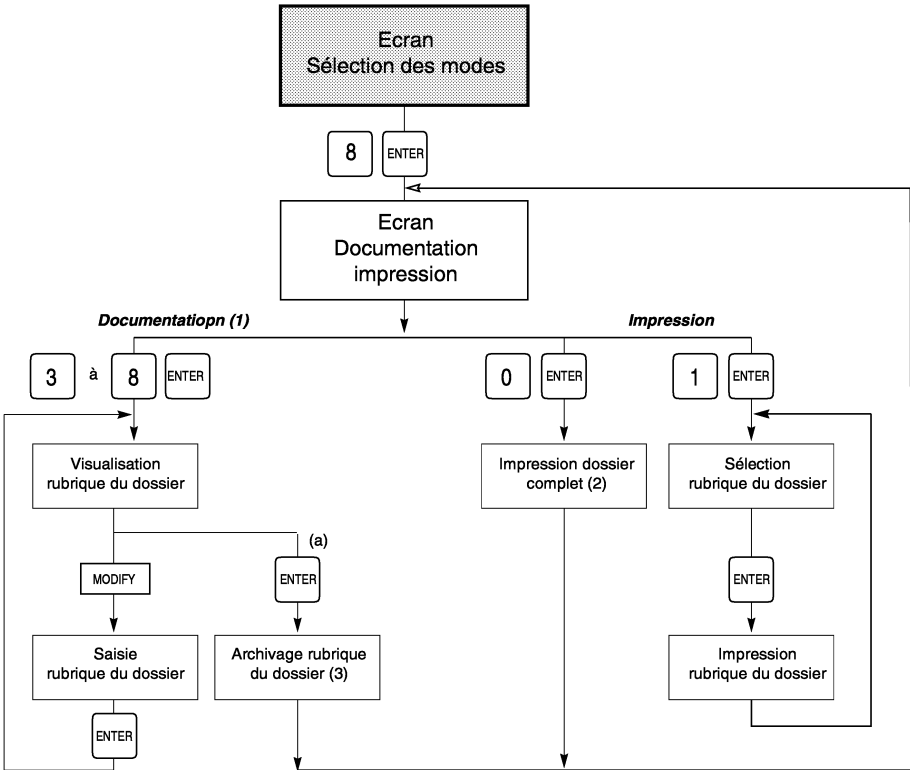 Ecran
Sélection des modes
8 ENTER
Ecran
Documentation
impression
Documentatiopn (1) Impression
3 à 8 ENTER 0 ENTER 1 ENTER
Visualisation
rubrique du dossier
Impression dossier
complet (2)
Sélection
rubrique du dossier
(a)
MODIFY ENTER ENTER
Saisie
rubrique du dossier
Archivage rubrique
du dossier (3)
Impression
rubrique du dossier
ENTER